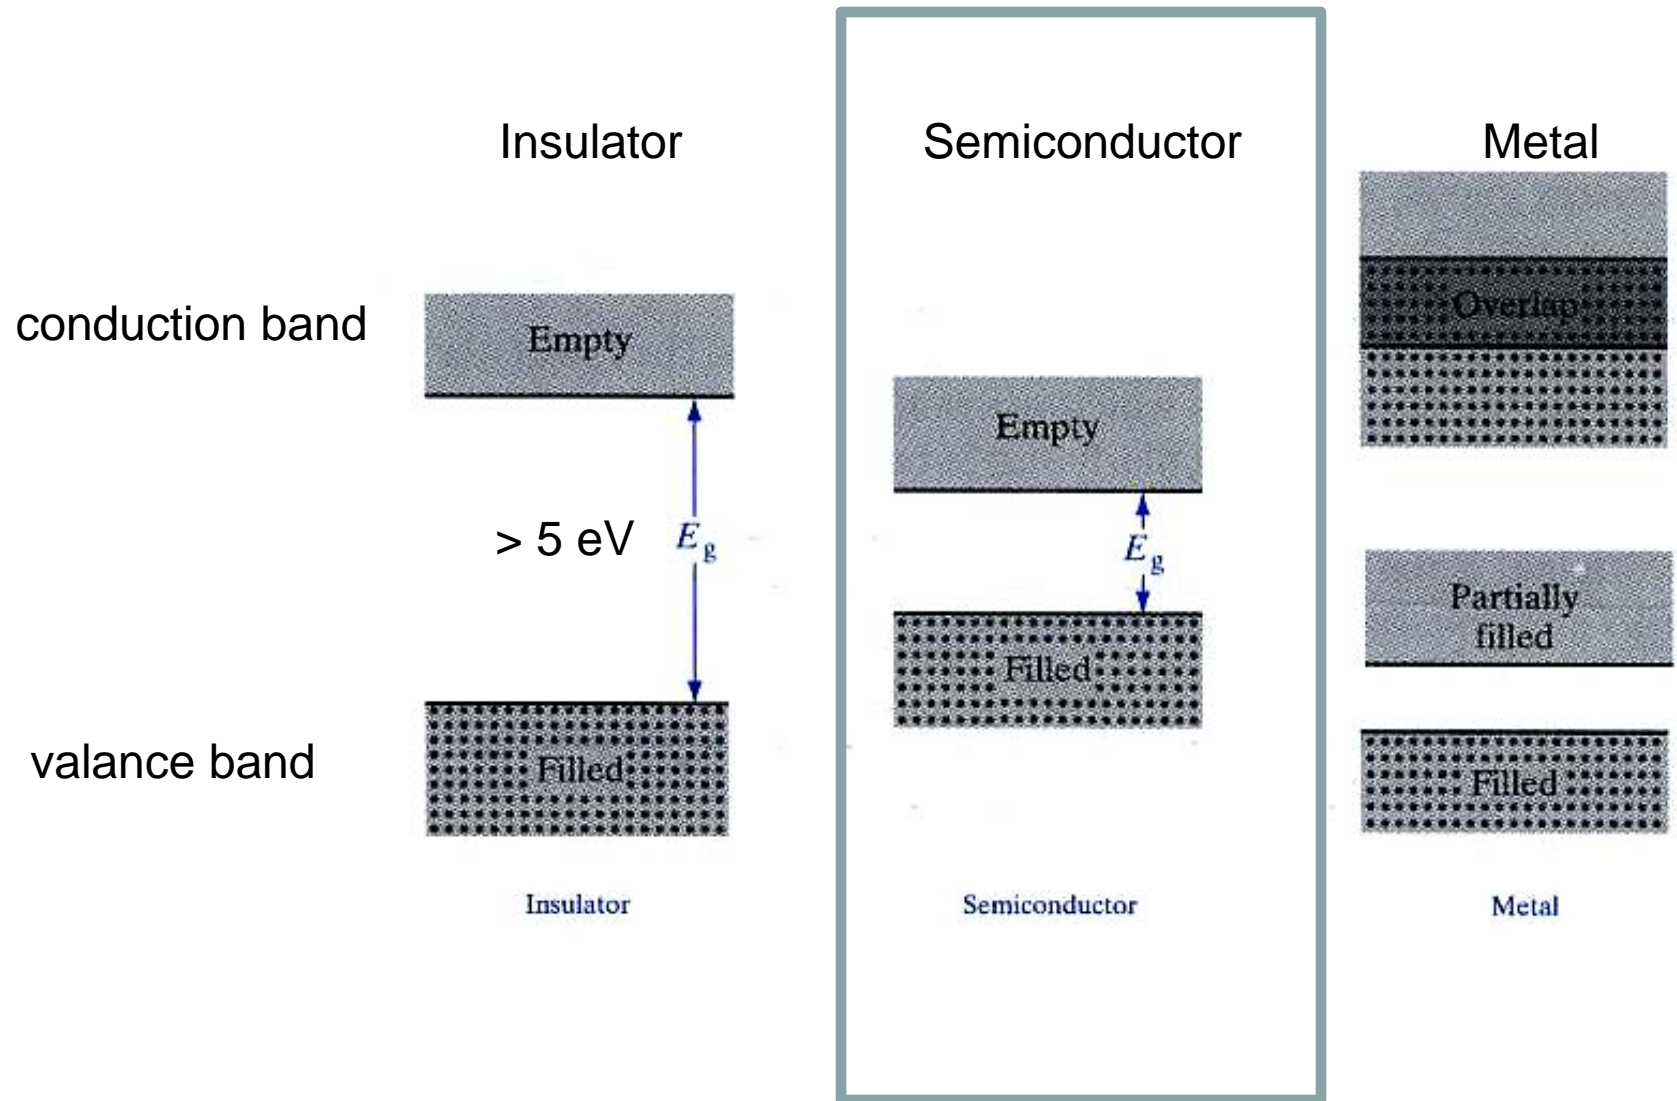 Insulator
Semiconductor
Metal
conduction band
Empty
Empty
Overlap
> 5 eV
E g
E g
Partially
filled
valance band
Filled
Filled
Filled
Insulator
Semiconductor
Metal